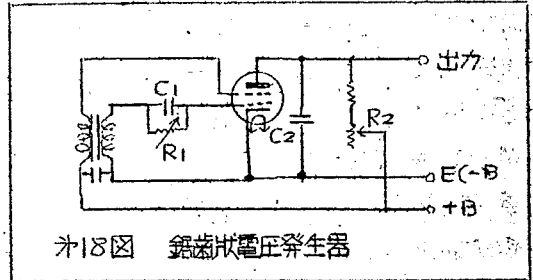 出力
C1
C2
R2
R1
E(-B
+B
第18図 鋸歯状電圧発生器